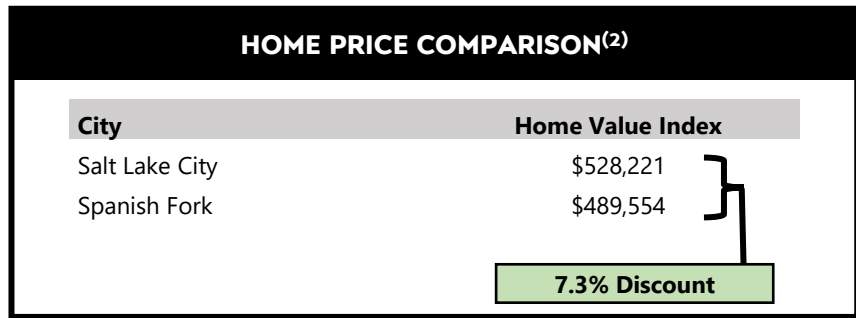 HOME PRICE COMPARISON(2)
City Home Value Index
Salt Lake City $528,221
Spanish Fork $489,554
7.3% Discount